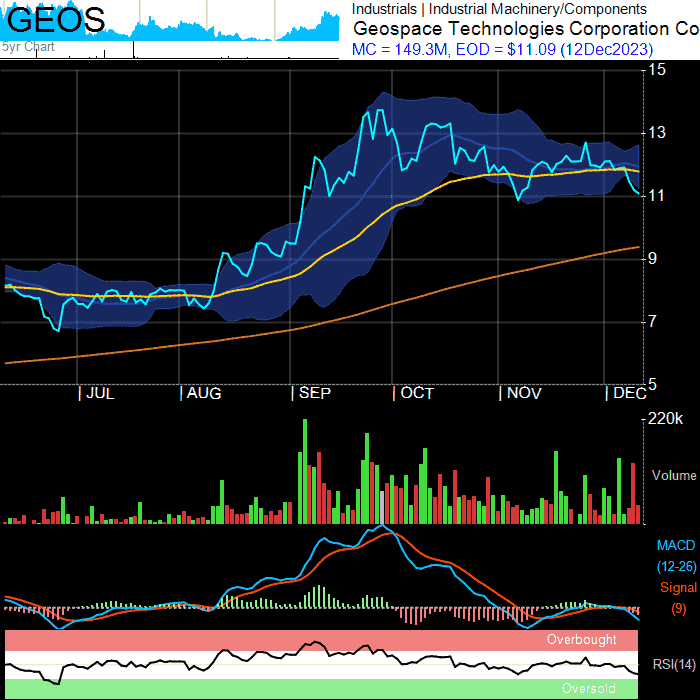 GEOS
5yr Chart
Industrials | Industrial Machinery/Components
Geospace Technologies Corporation Co
MC = 149.3M, EOD = $11.09 (12Dec2023)
15
13
11
9
7
5
| JUL | AUG | SEP | OCT | NOV | DEC
220k
Volume
MACD
(12-26)
Signal
(9)
Overbought
RSI(14)
Oversold